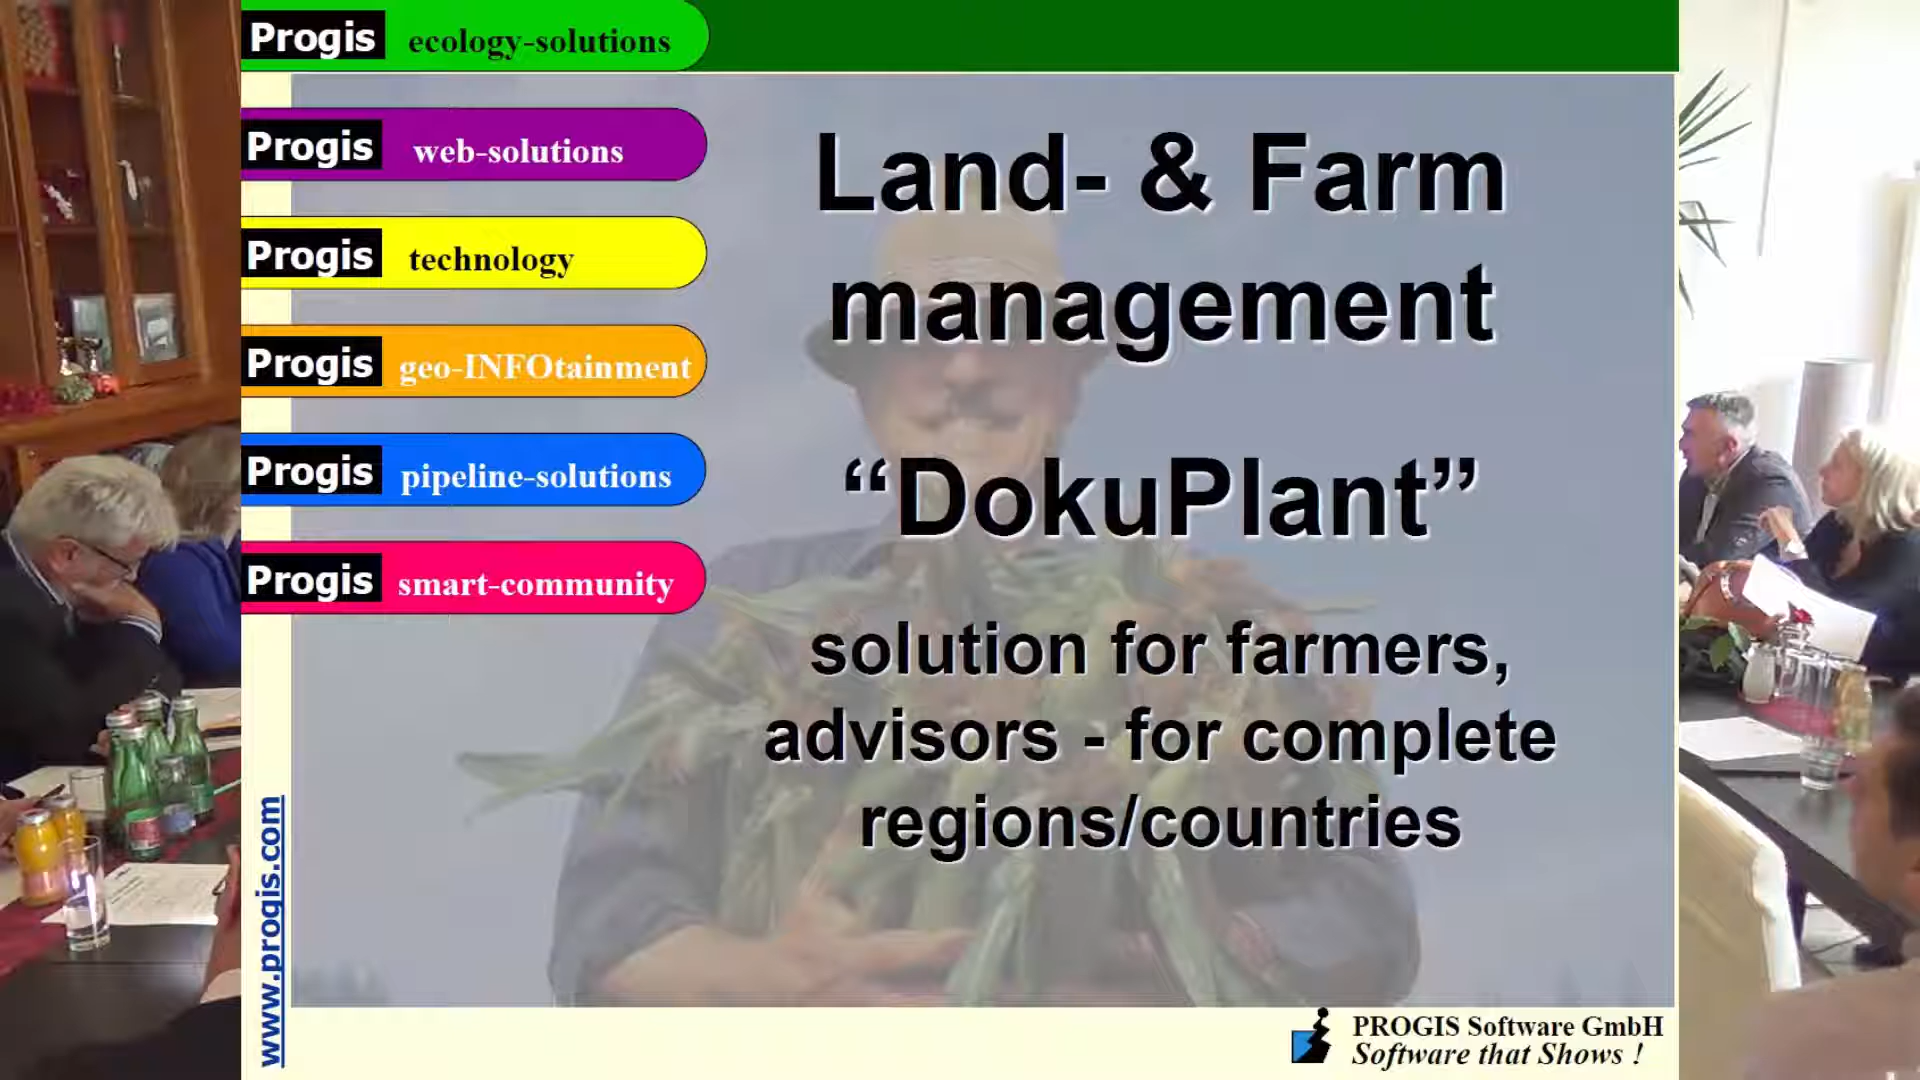 Progis ecology-solutions
Progis web-solutions
Progis technology
Progis geo-INFOtainment
Progis pipeline-solutions
Progis smart-community
Land- & Farm
management
“DokuPlant”
solution for farmers,
advisors - for complete
regions/countries
www.progis.com
PROGIS Software GmbH
Software that Shows !